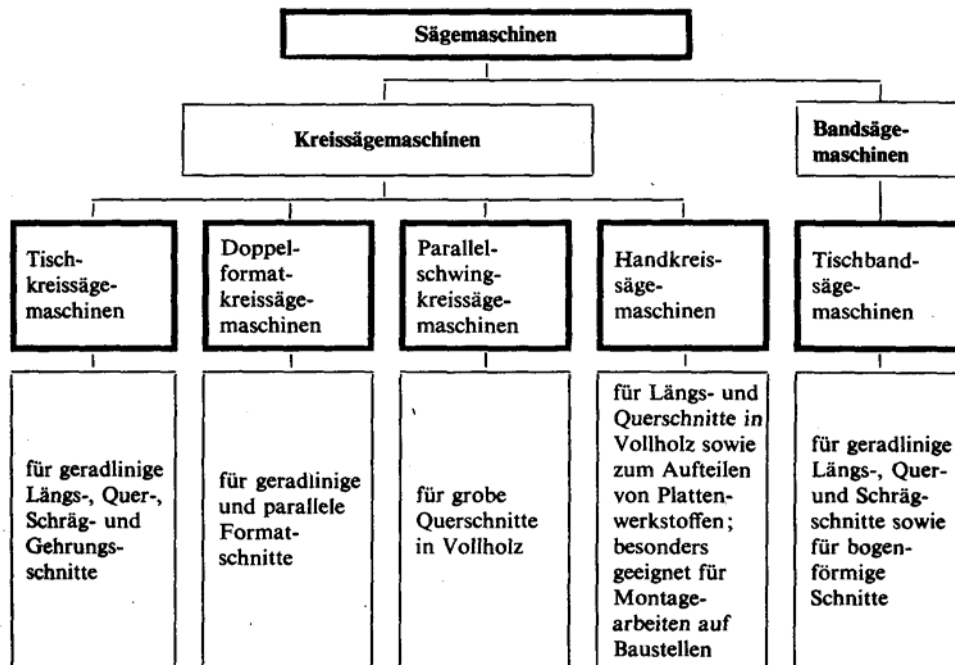 Sägemaschinen
Kreissägemaschinen
Bandsäge-
maschinen
Tisch-
kreissäge-
maschinen
Doppel-
format-
kreissäge-
maschinen
Parallel-
schwing-
kreissäge-
maschinen
Handkreis-
säge-
maschinen
Tischband-
säge-
maschinen
für geradlinige
Längs-, Quer-,
Schräg- und
Gehrungs-
schnitte
für geradlinige
und parallele
Format-
schnitte
für grobe
Querschnitte
in Vollholz
für Längs- und
Querschnitte in
Vollholz sowie
zum Aufteilen
von Platten-
werkstoffen;
besonders
geeignet für
Montage-
arbeiten auf
Baustellen
für geradlinige
Längs-, Quer-
und Schräg-
schnitte sowie
für bogen-
förmige
Schnitte